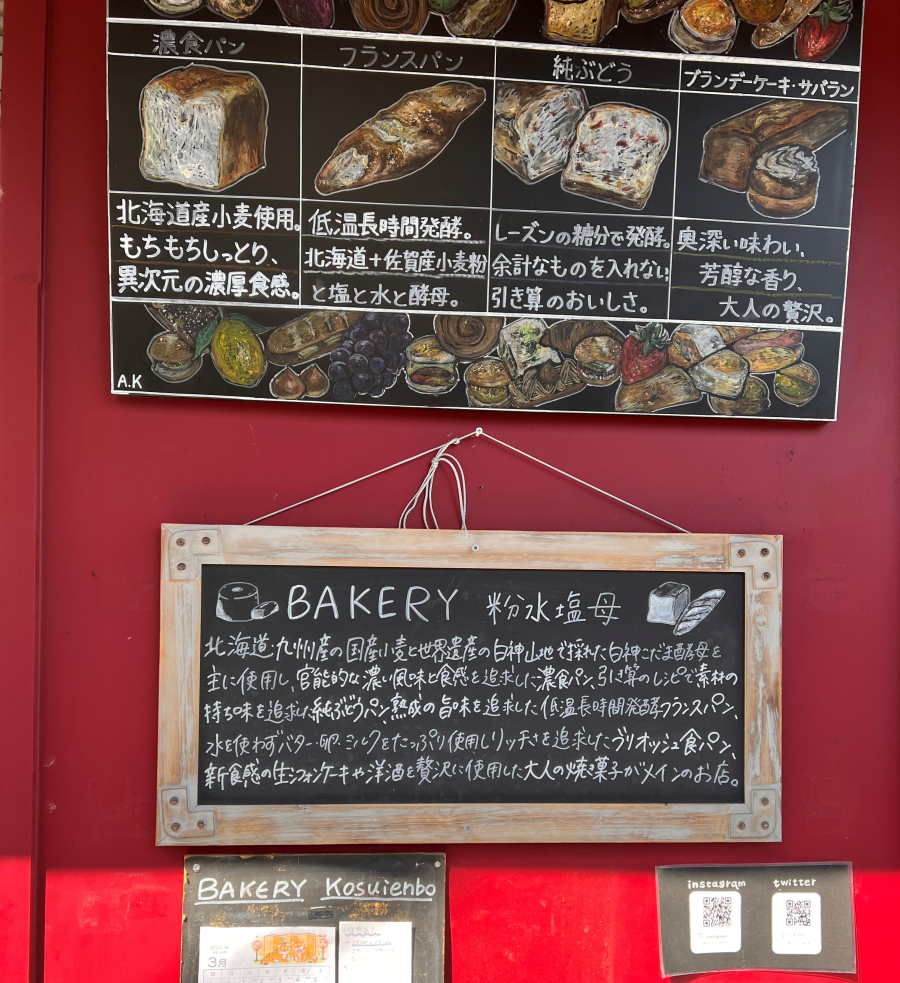 濃食パン
フランスパン
純ぶどう
ブランデーケーキ・サバラン
北海道産小麦使用。
もちもちしっとり、
異次元の濃厚食感。
低温長時間発酵。
北海道+佐賀産小麦粉
と塩と水と酵母。
レーズンの糖分で発酵。
余計なものを入れない
引き算のおいしさ。
奥深い味わい、
芳醇な香り、
大人の贅沢。
A.K
BAKERY 粉水塩母
北海道・九州産の国産小麦と世界遺産の白神山地で採れた白神こだま酵母を
主に使用し、官能的な濃い風味と食感を追求した濃食パン、引き算のレシピで素材の
持ち味を追求した純ぶどうパン、熟成の旨味を追求した低温長時間発酵フランスパン、
水を使わずバター・卵・ミルクをたっぷり使用しリッチさを追求したブリオッシュ食パン、
新食感の生シフォンケーキや洋酒を贅沢に使用した大人の焼き菓子がメインのお店。
BAKERY Kosuienbo
3月
instagram
twitter